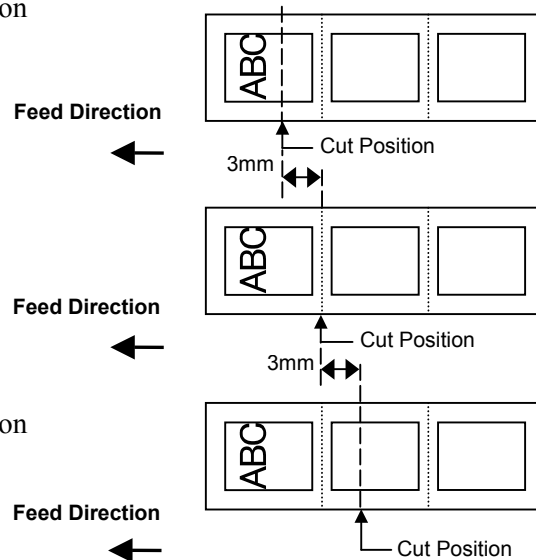 on
ABC
Feed Direction
Cut Position
3mm
ABC
Feed Direction
Cut Position
3mm
on
ABC
Feed Direction
Cut Position